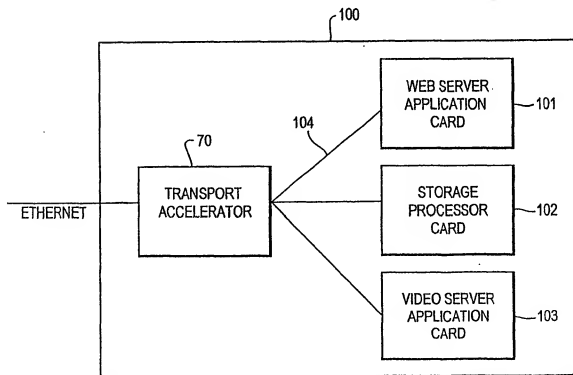 100
WEB SERVER
APPLICATION
CARD
101
104
70
TRANSPORT
ACCELERATOR
ETHERNET
STORAGE
PROCESSOR
CARD
102
VIDEO SERVER
APPLICATION
CARD
103